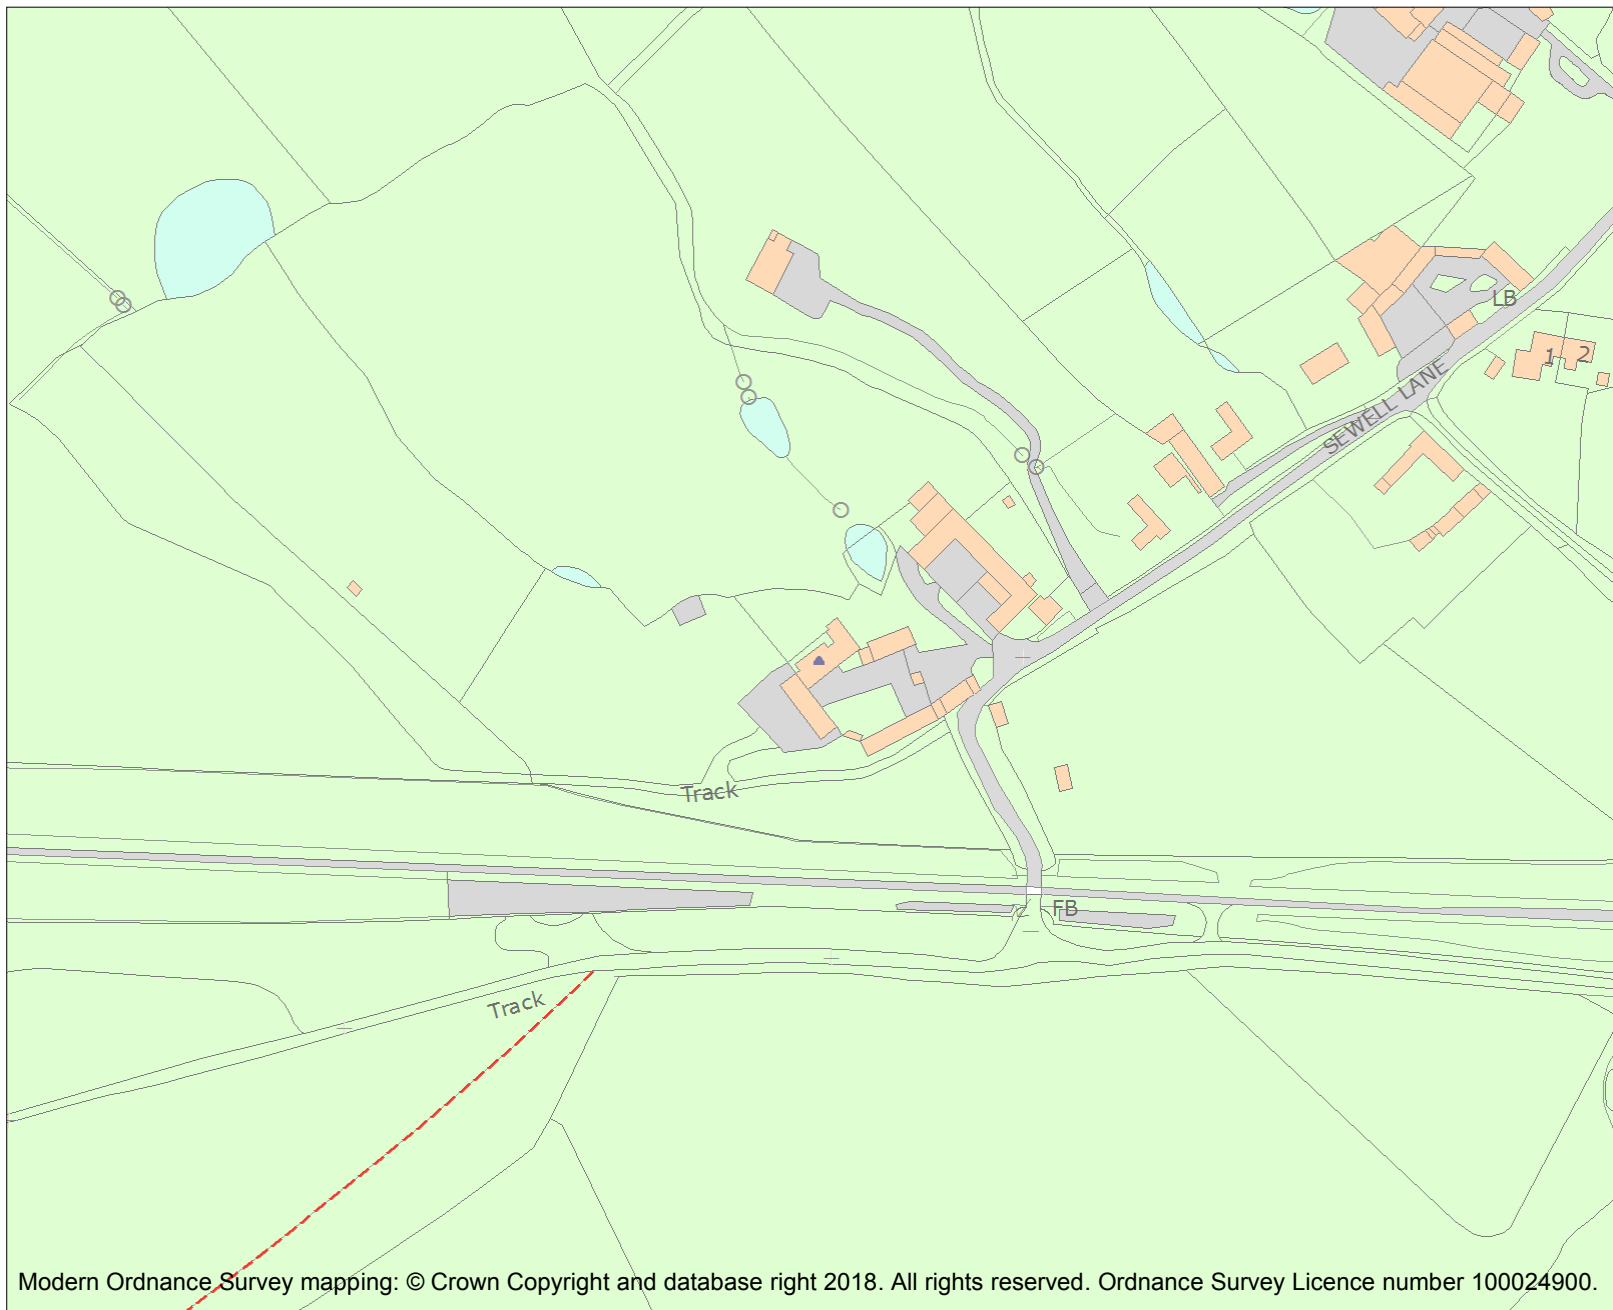 LB
1 2
SEWELL LANE
Track
FB
Track
Modern Ordnance Survey mapping: © Crown Copyright and database right 2018. All rights reserved. Ordnance Survey Licence number 100024900.